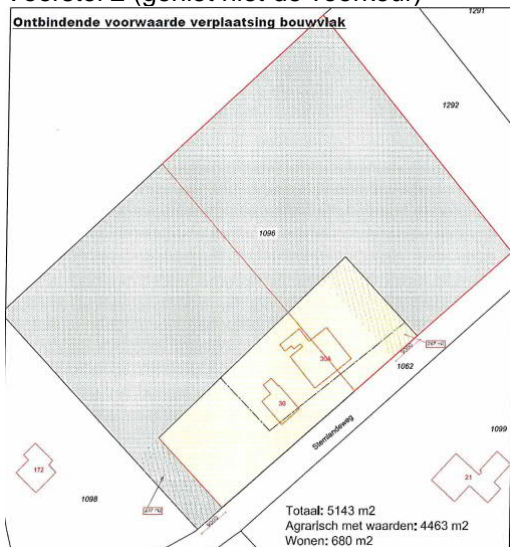 Voorstel 2 (geniet niet de voorkeur)
Ontbindende voorwaarde verplaatsing bouwvlak
1291
1292
1096
30A
30
1062
Stemlandeweg
1099
172
21
1098
Totaal: 5143 m2
Agrarisch met waarden: 4463 m2
Wonen: 680 m2